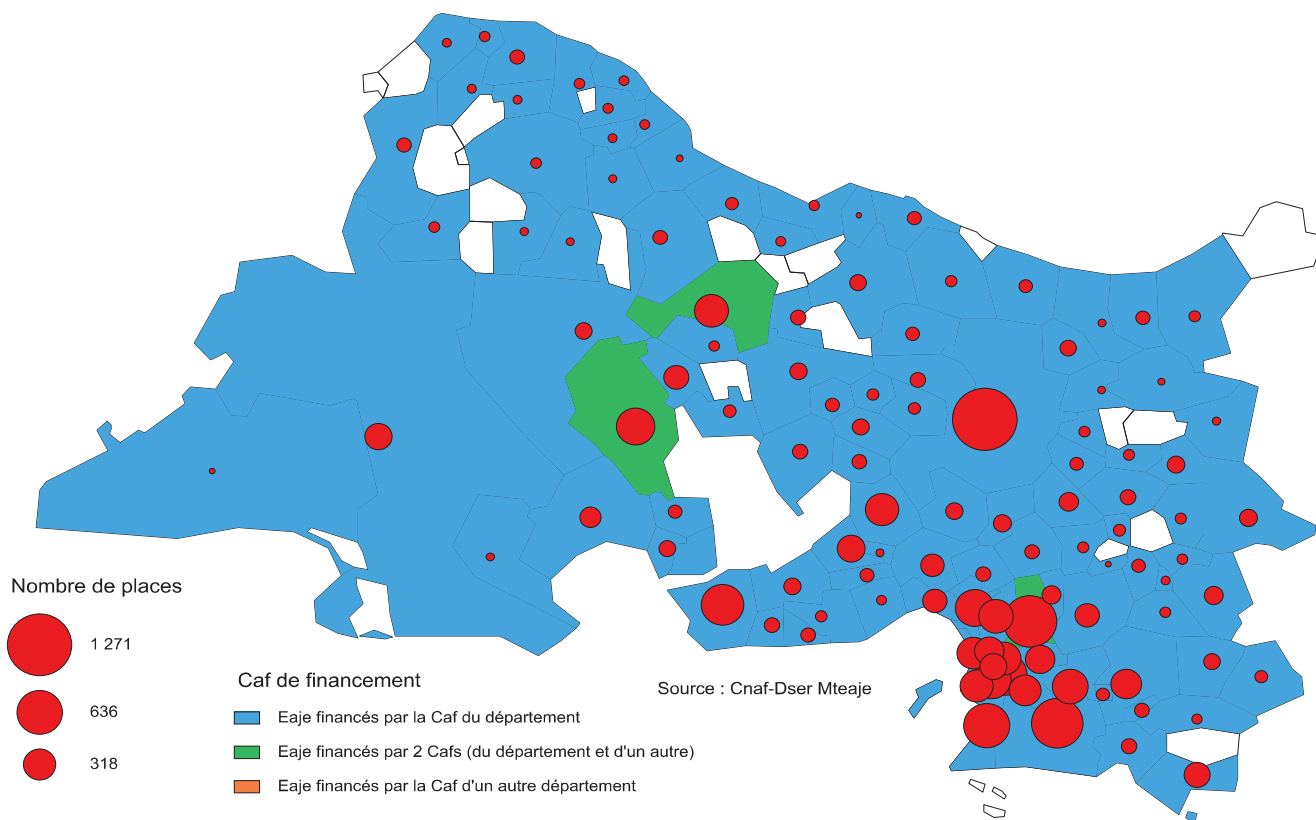 Nombre de places
1 271
636
318
Caf de financement
Eaje financés par la Caf du département
Eaje financés par 2 Cafs (du département et d'un autre)
Eaje financés par la Caf d'un autre département
Source : Cnaf-Dser Mteaje